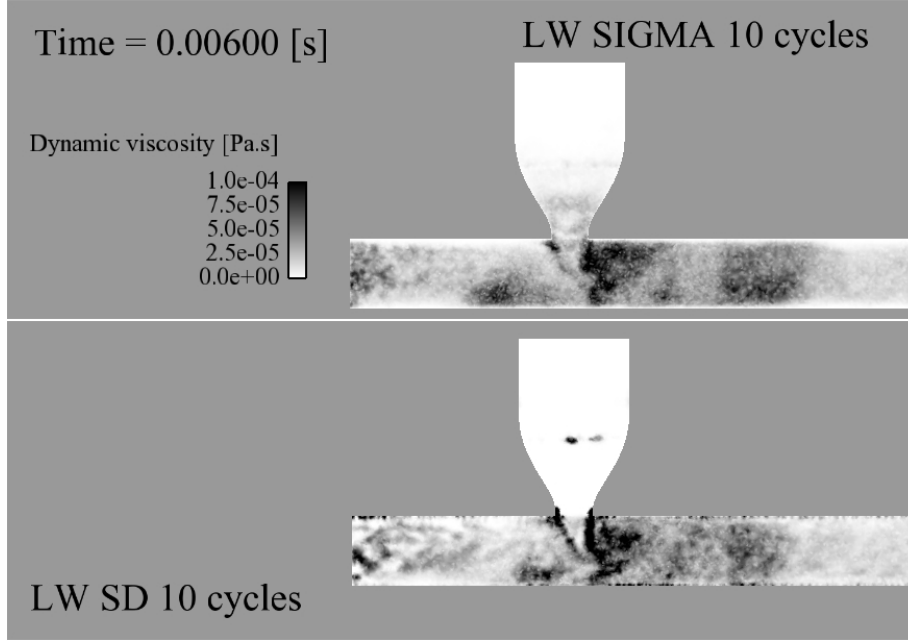 Time = 0.00600 [s]
LW SIGMA 10 cycles
Dynamic viscosity [Pa.s]
1.0e-04
7.5e-05
5.0e-05
2.5e-05
0.0e+00
LW SD 10 cycles